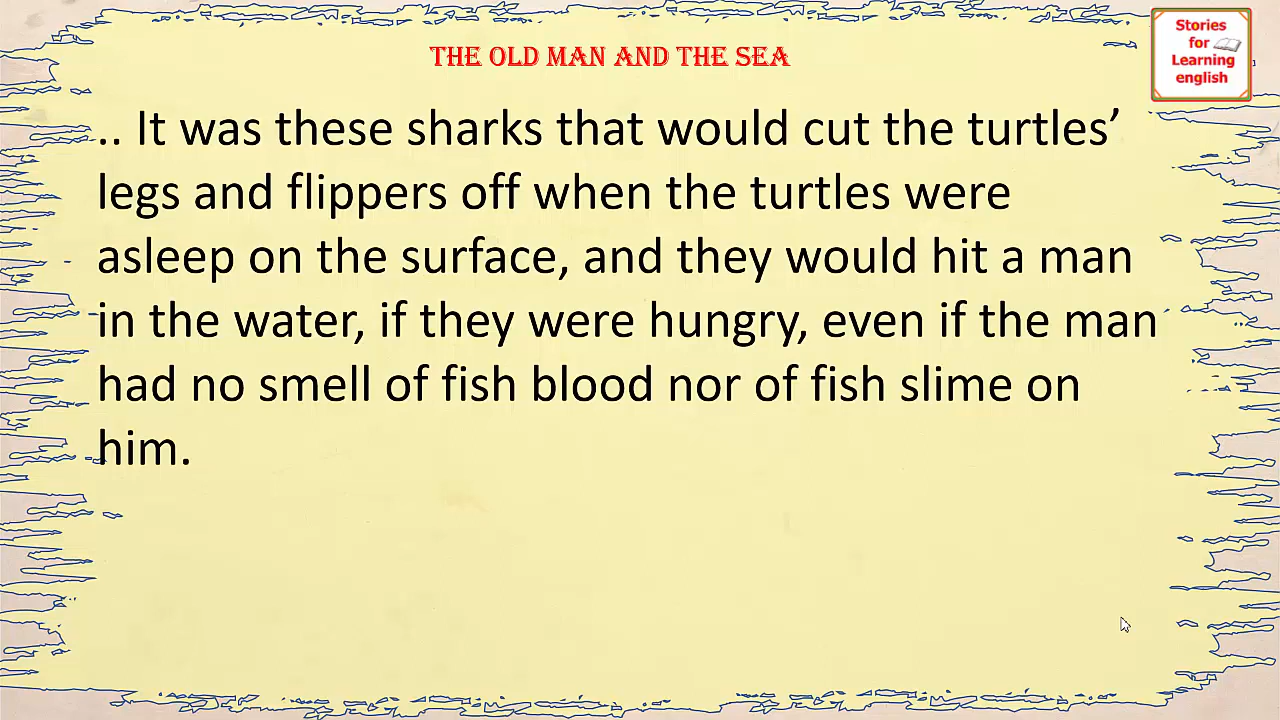 THE OLD MAN AND THE SEA
Stories
for
Learning
english
.. It was these sharks that would cut the turtles’
legs and flippers off when the turtles were
asleep on the surface, and they would hit a man
in the water, if they were hungry, even if the man
had no smell of fish blood nor of fish slime on
him.